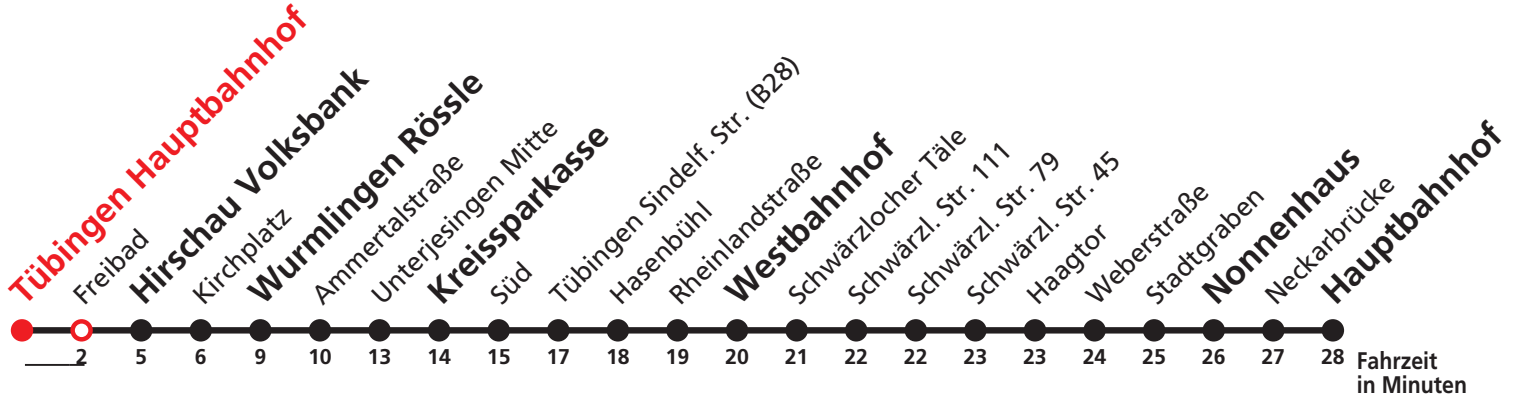 Tübingen Hauptbahnhof
Freibad
Hirschau Volksbank
Kirchplatz
Wurmlingen Rössle
Ammertalstraße
Unterjesingen Mitte
Kreissparkasse
Süd
Tübingen Sindelf. Str. (B28)
Hasenbühl
Rheinlandstraße
Westbahnhof
Schwärzlocher Täle
Schwärzl. Str. 111
Schwärzl. Str. 79
Schwärzl. Str. 45
Haagtor
Weberstraße
Stadtgraben
Nonnenhaus
Neckarbrücke
Hauptbahnhof
2 5 6 9 10 13 14 15 17 18 19 20 21 22 22 23 23 24 25 26 27 28
Fahrzeit
in Minuten